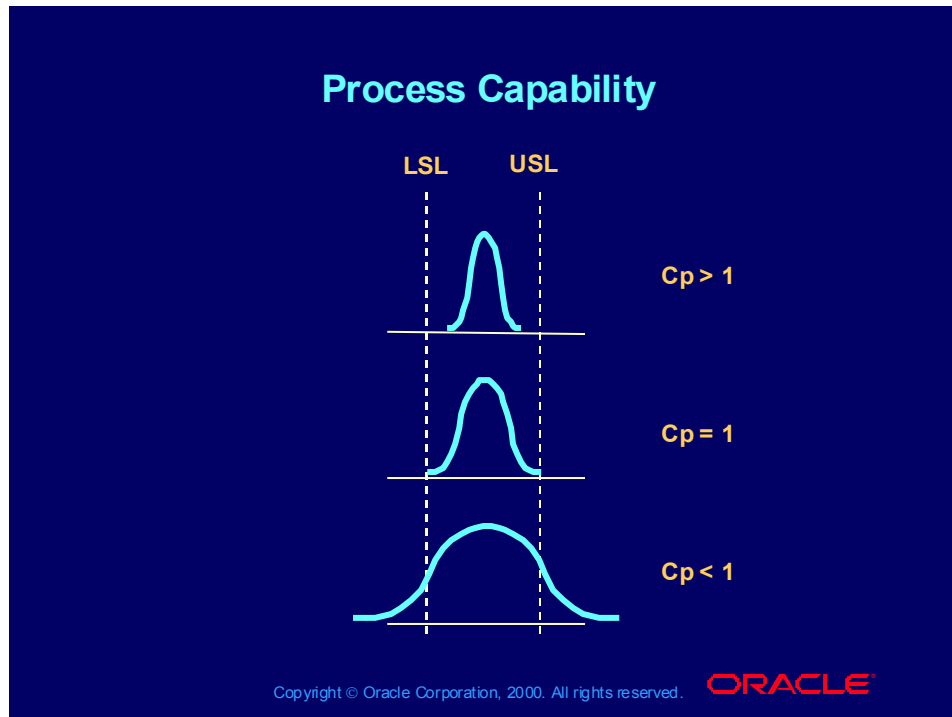 Process Capability
LSL USL
Cp > 1
Cp = 1
Cp < 1
Copyright © Oracle Corporation, 2000. All rights reserved. ORACLE®